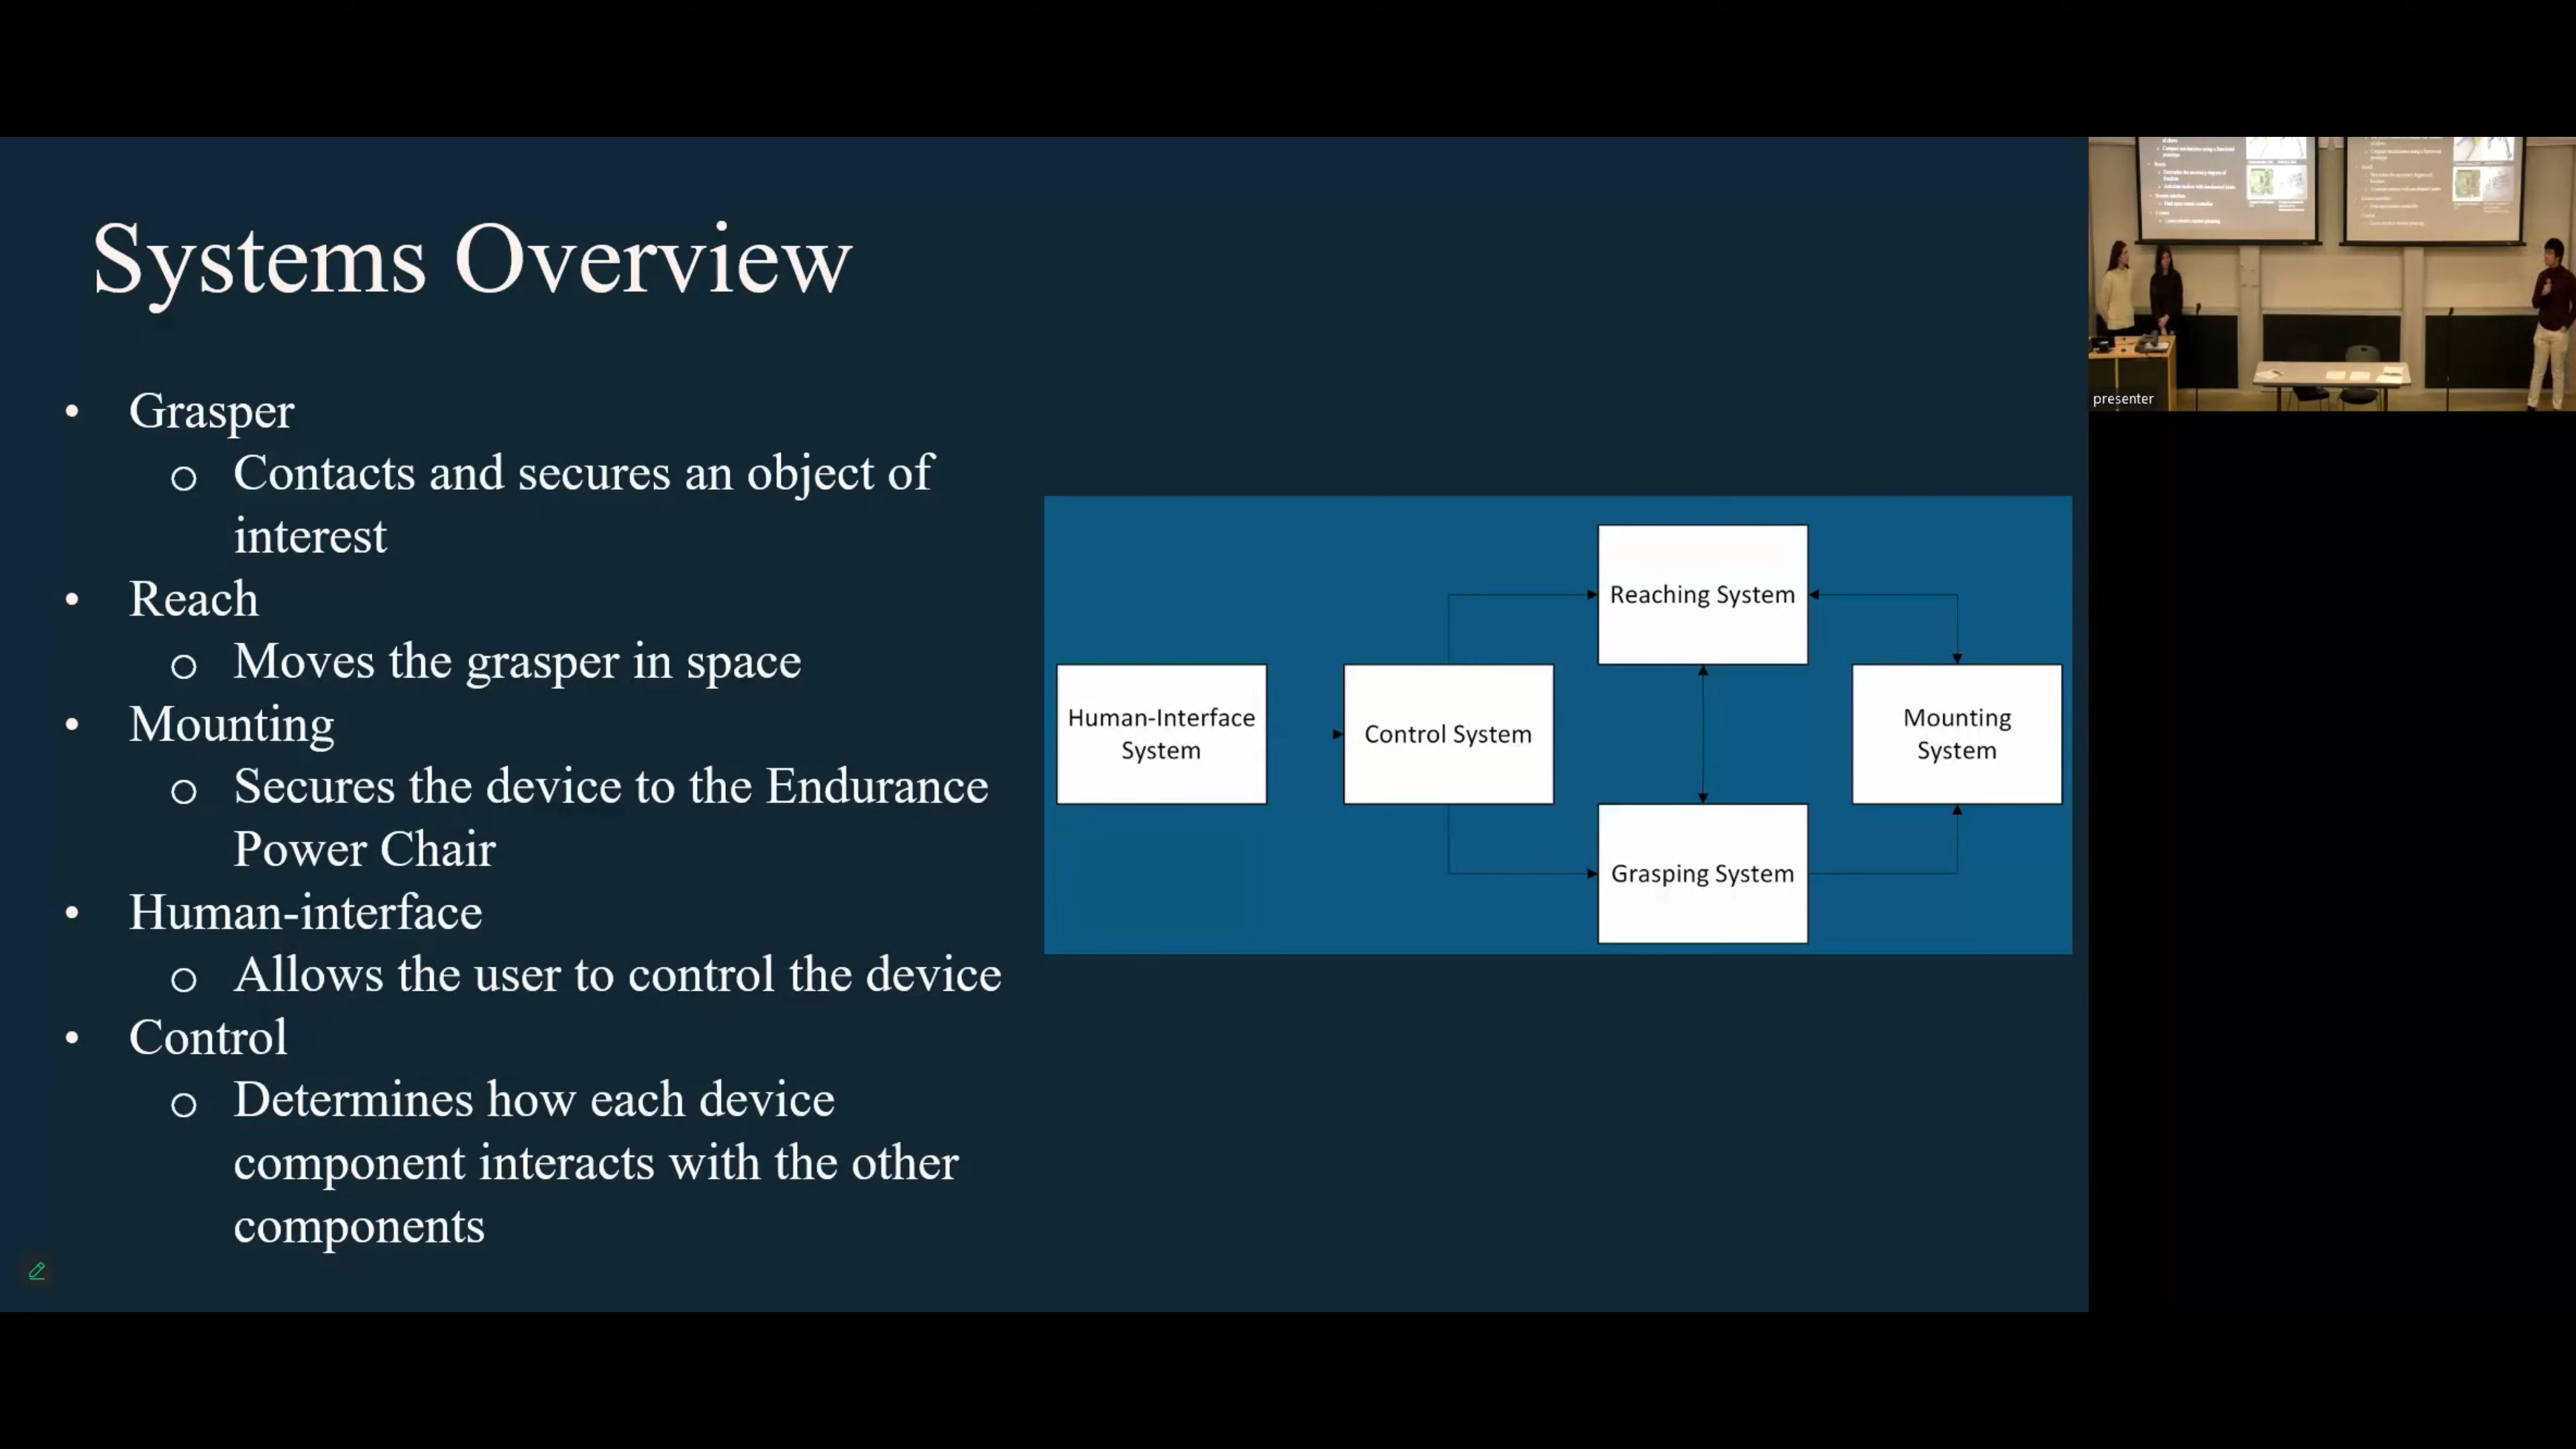 Systems Overview
• Grasper
o Contacts and secures an object of
interest
• Reach
o Moves the grasper in space
• Mounting
o Secures the device to the Endurance
Power Chair
• Human-interface
o Allows the user to control the device
• Control
o Determines how each device
component interacts with the other
components
Reaching System
Human-Interface
System
Control System
Mounting
System
Grasping System
presenter